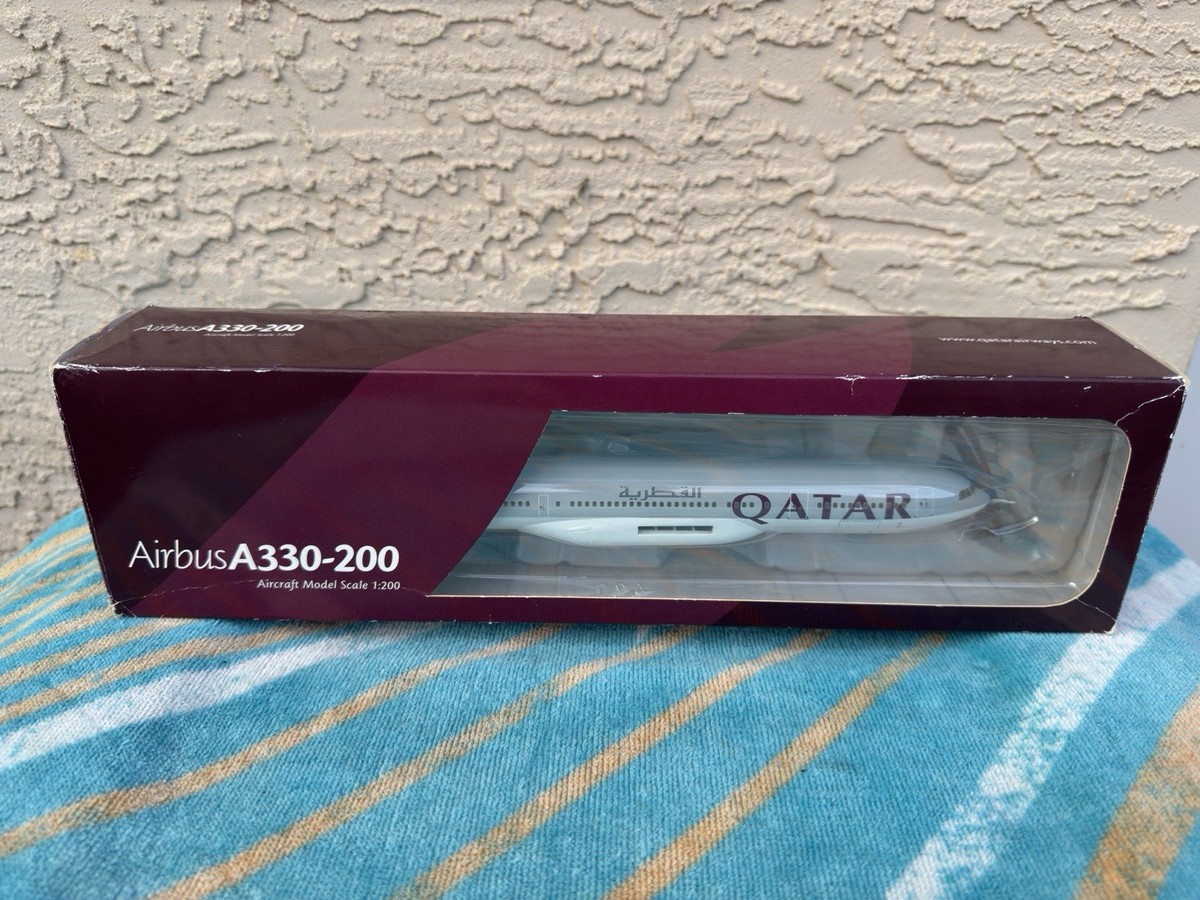 AirbusA330-200
Aircraft Model Scale 1:200
www.qatarairways.com
القطرية
QATAR
AirbusA330-200
Aircraft Model Scale 1:200